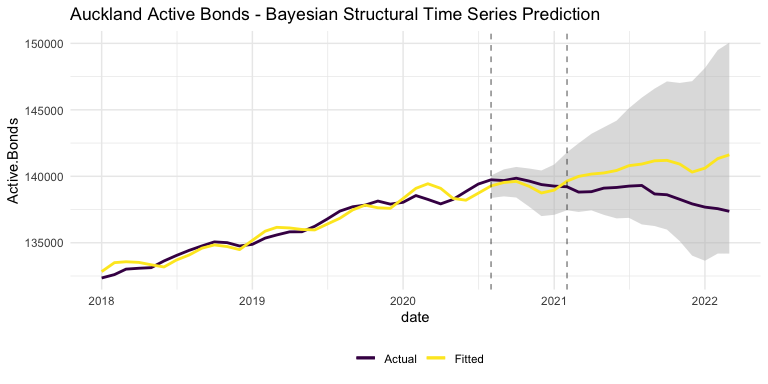 Auckland Active Bonds - Bayesian Structural Time Series Prediction
Active.Bonds
150000
145000
140000
135000
2018 2019 2020 2021 2022
date
Actual Fitted